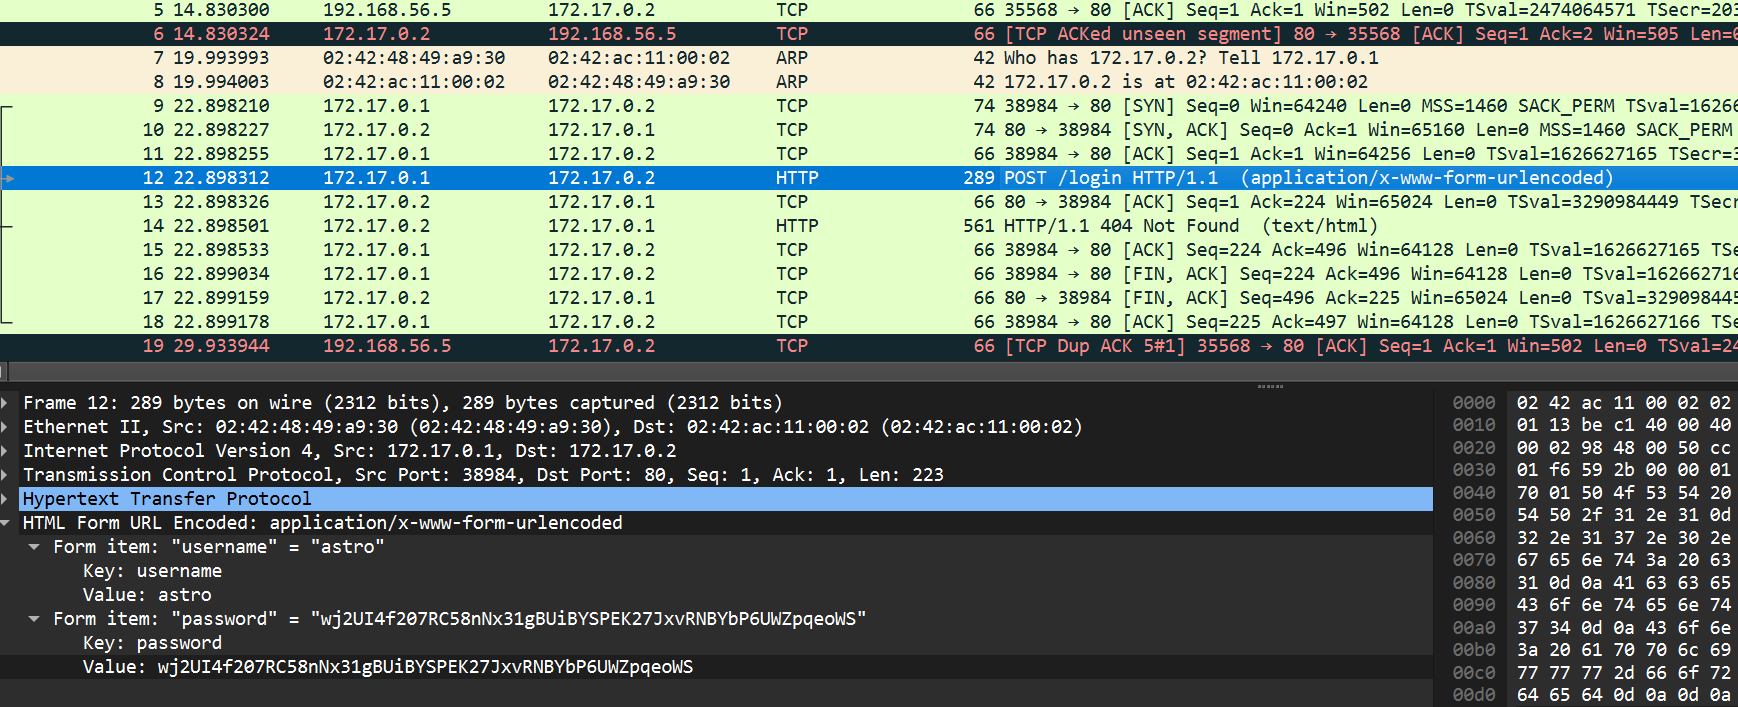 5 14.830300 192.168.56.5 172.17.0.2 TCP 66 35568 → 80 [ACK] Seq=1 Ack=1 Win=502 Len=0 TSval=2474064571 TSecr=203
6 14.830324 172.17.0.2 192.168.56.5 TCP 66 [TCP ACKed unseen segment] 80 → 35568 [ACK] Seq=1 Ack=2 Win=505 Len=0
7 19.993993 02:42:48:49:a9:30 02:42:ac:11:00:02 ARP 42 Who has 172.17.0.2? Tell 172.17.0.1
8 19.994003 02:42:ac:11:00:02 02:42:48:49:a9:30 ARP 42 172.17.0.2 is at 02:42:ac:11:00:02
9 22.898210 172.17.0.1 172.17.0.2 TCP 74 38984 → 80 [SYN] Seq=0 Win=64240 Len=0 MSS=1460 SACK_PERM TSval=16266
10 22.898227 172.17.0.2 172.17.0.1 TCP 74 80 → 38984 [SYN, ACK] Seq=0 Ack=1 Win=65160 Len=0 MSS=1460 SACK_PERM
11 22.898255 172.17.0.1 172.17.0.2 TCP 66 38984 → 80 [ACK] Seq=1 Ack=1 Win=64256 Len=0 TSval=1626627165 TSecr=3
12 22.898312 172.17.0.1 172.17.0.2 HTTP 289 POST /login HTTP/1.1 (application/x-www-form-urlencoded)
13 22.898326 172.17.0.2 172.17.0.1 TCP 66 80 → 38984 [ACK] Seq=1 Ack=224 Win=65024 Len=0 TSval=3290984449 TSecr
14 22.898501 172.17.0.2 172.17.0.1 HTTP 561 HTTP/1.1 404 Not Found (text/html)
15 22.898533 172.17.0.1 172.17.0.2 TCP 66 38984 → 80 [ACK] Seq=224 Ack=496 Win=64128 Len=0 TSval=1626627165 TSe
16 22.899034 172.17.0.1 172.17.0.2 TCP 66 38984 → 80 [FIN, ACK] Seq=224 Ack=496 Win=64128 Len=0 TSval=162662716
17 22.899159 172.17.0.2 172.17.0.1 TCP 66 80 → 38984 [FIN, ACK] Seq=496 Ack=225 Win=65024 Len=0 TSval=329098445
18 22.899178 172.17.0.1 172.17.0.2 TCP 66 38984 → 80 [ACK] Seq=225 Ack=497 Win=64128 Len=0 TSval=1626627166 TSe
19 29.933944 192.168.56.5 172.17.0.2 TCP 66 [TCP Dup ACK 5#1] 35568 → 80 [ACK] Seq=1 Ack=1 Win=502 Len=0 TSval=24
Frame 12: 289 bytes on wire (2312 bits), 289 bytes captured (2312 bits)
Ethernet II, Src: 02:42:48:49:a9:30 (02:42:48:49:a9:30), Dst: 02:42:ac:11:00:02 (02:42:ac:11:00:02)
Internet Protocol Version 4, Src: 172.17.0.1, Dst: 172.17.0.2
Transmission Control Protocol, Src Port: 38984, Dst Port: 80, Seq: 1, Ack: 1, Len: 223
Hypertext Transfer Protocol
HTML Form URL Encoded: application/x-www-form-urlencoded
Form item: "username" = "astro"
Key: username
Value: astro
Form item: "password" = "wj2UI4f207RC58nNx31gBUiBYSPEK27JxvRNBYbP6UWZpqeoWS"
Key: password
Value: wj2UI4f207RC58nNx31gBUiBYSPEK27JxvRNBYbP6UWZpqeoWS
0000 02 42 ac 11 00 02 02
0010 01 13 be c1 40 00 40
0020 00 02 98 48 00 50 cc
0030 01 f6 59 2b 00 00 01
0040 70 01 50 4f 53 54 20
0050 54 50 2f 31 2e 31 0d
0060 32 2e 31 37 2e 30 2e
0070 67 65 6e 74 3a 20 63
0080 31 0d 0a 41 63 63 65
0090 43 6f 6e 74 65 6e 74
00a0 37 34 0d 0a 43 6f 6e
00b0 3a 20 61 70 70 6c 69
00c0 77 77 77 2d 66 6f 72
00d0 64 65 64 0d 0a 0d 0a